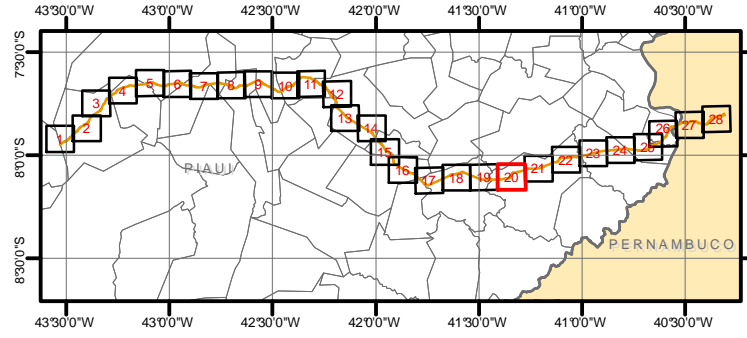 43°30'0"W 43°0'0"W 42°30'0"W 42°0'0"W 41°30'0"W 41°0'0"W 40°30'0"W
7°30'0"S
8°0'0"S
8°30'0"S
1 2 3 4 5 6 7 8 9 10 11 12 13 14 15 16 17 18 19 20 21 22 23 24 25 26 27 28
PIAUI
PERNAMBUCO
43°30'0"W 43°0'0"W 42°30'0"W 42°0'0"W 41°30'0"W 41°0'0"W 40°30'0"W